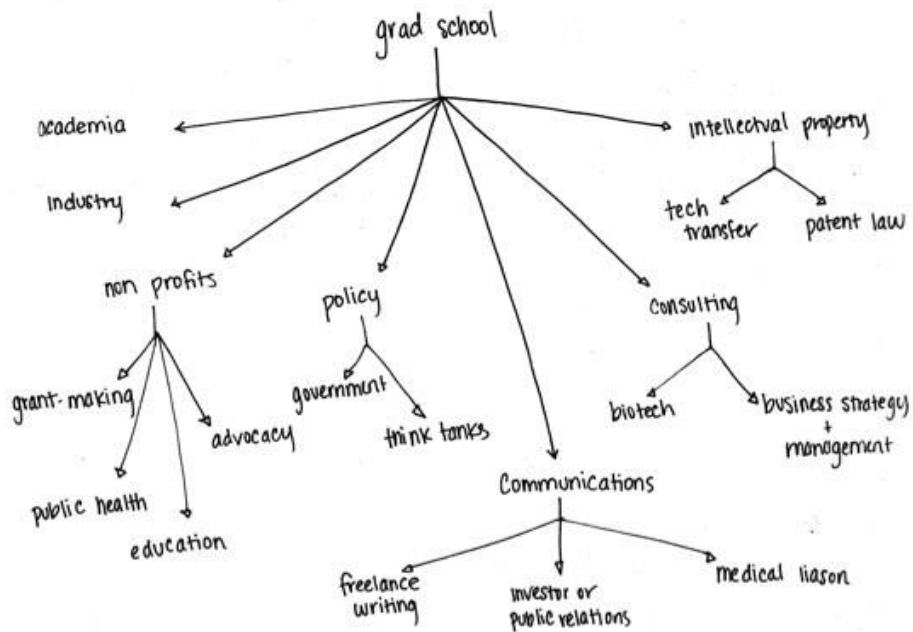 grad school
academia
intellectual property
industry
tech
transfer
patent law
non profits
policy
consulting
grant-making
government
biotech
business strategy
+
management
advocacy
think tanks
public health
education
communications
freelance
writing
investor or
public relations
medical liason